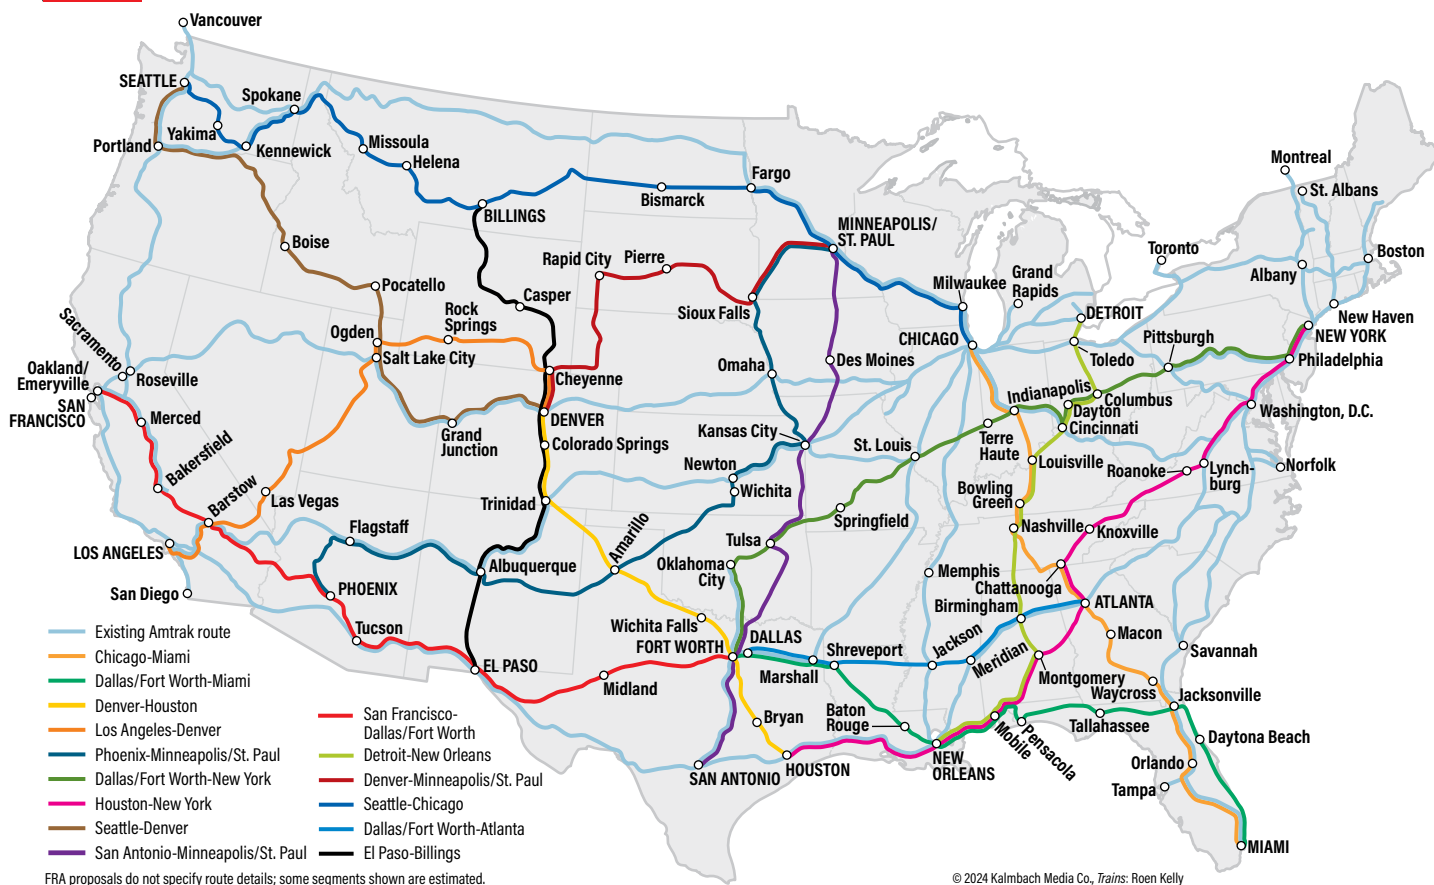 Vancouver
SEATTLE
Spokane
Yakima
Kennewick
Portland
Missoula
Helena
BILLINGS
Bismarck
Fargo
MINNEAPOLIS/
ST. PAUL
Montreal
St. Albans
Boston
Toronto
Albany
New Haven
NEW YORK
Philadelphia
Boise
Pocatello
Rock
Springs
Ogden
Salt Lake City
Casper
Rapid City
Pierre
Sioux Falls
Milwaukee
Grand
Rapids
DETROIT
CHICAGO
Toledo
Pittsburgh
Sacramento
Roseville
Oakland/
Emeryville
SAN
FRANCISCO
Merced
Bakersfield
Barstow
Las Vegas
Cheyenne
DENVER
Grand
Junction
Colorado Springs
Omaha
Des Moines
Kansas City
St. Louis
Terre
Haute
Indianapolis
Dayton
Columbus
Cincinnati
Washington, D.C.
Newton
Wichita
Louisville
Roanoke
Lynch-
burg
Norfolk
Trinidad
Flagstaff
Albuquerque
Amarillo
Springfield
Bowling
Green
Nashville
Knoxville
LOS ANGELES
San Diego
PHOENIX
Tucson
Tulsa
Oklahoma
City
Memphis
Chattanooga
Birmingham
ATLANTA
Wichita Falls
FORT WORTH
DALLAS
Marshall
Shreveport
Jackson
Meridian
Macon
Savannah
EL PASO
Midland
Montgomery
Waycross
Jacksonville
Bryan
Baton
Rouge
Mobile
Pensacola
Tallahassee
Daytona Beach
SAN ANTONIO
HOUSTON
NEW
ORLEANS
Orlando
Tampa
MIAMI
Existing Amtrak route
Chicago-Miami
Dallas/Fort Worth-Miami
Denver-Houston
Los Angeles-Denver
Phoenix-Minneapolis/St. Paul
Dallas/Fort Worth-New York
Houston-New York
Seattle-Denver
San Antonio-Minneapolis/St. Paul
San Francisco-
Dallas/Fort Worth
Detroit-New Orleans
Denver-Minneapolis/St. Paul
Seattle-Chicago
Dallas/Fort Worth-Atlanta
El Paso-Billings
FRA proposals do not specify route details; some segments shown are estimated.
© 2024 Kalmbach Media Co., Trains: Roen Kelly